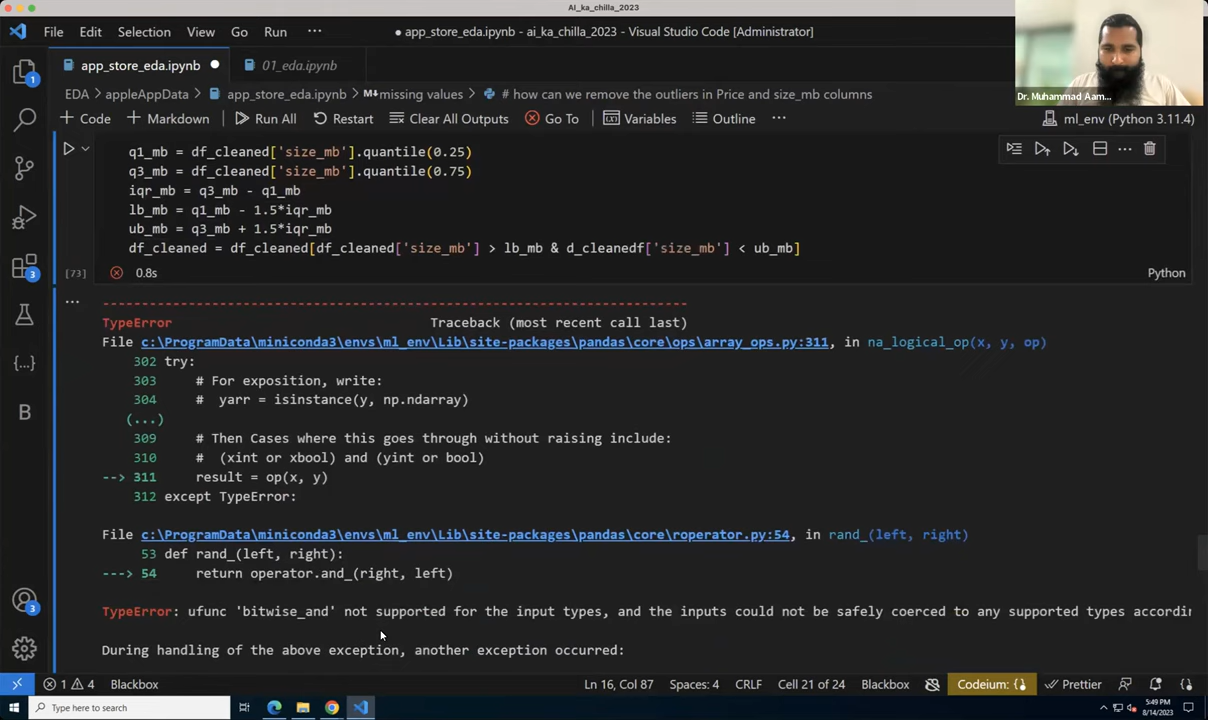 AI_ka_chilla_2023
File Edit Selection View Go Run ··· ● app_store_eda.ipynb - ai_ka_chilla_2023 - Visual Studio Code [Administrator]
app_store_eda.ipynb ● 01_eda.ipynb
Dr. Muhammad Aam...
EDA > appleAppData > app_store_eda.ipynb > M↓missing values > # how can we remove the outliers in Price and size_mb columns
+ Code + Markdown Run All Restart Clear All Outputs Go To Variables Outline ··· ml_env (Python 3.11.4)
q1_mb = df_cleaned['size_mb'].quantile(0.25)
q3_mb = df_cleaned['size_mb'].quantile(0.75)
iqr_mb = q3_mb - q1_mb
lb_mb = q1_mb - 1.5*iqr_mb
ub_mb = q3_mb + 1.5*iqr_mb
df_cleaned = df_cleaned[df_cleaned['size_mb'] > lb_mb & d_cleanedf['size_mb'] < ub_mb]
[73] 0.8s Python
---------------------------------------------------------------------------
TypeError Traceback (most recent call last)
File c:\ProgramData\miniconda3\envs\ml_env\Lib\site-packages\pandas\core\ops\array_ops.py:311, in na_logical_op(x, y, op)
302 try:
303 # For exposition, write:
304 # yarr = isinstance(y, np.ndarray)
(...)
309 # Then Cases where this goes through without raising include:
310 # (xint or xbool) and (yint or bool)
--> 311 result = op(x, y)
312 except TypeError:
File c:\ProgramData\miniconda3\envs\ml_env\Lib\site-packages\pandas\core\roperator.py:54, in rand_(left, right)
53 def rand_(left, right):
---> 54 return operator.and_(right, left)
TypeError: ufunc 'bitwise_and' not supported for the input types, and the inputs could not be safely coerced to any supported types accordin
During handling of the above exception, another exception occurred:
1 4 Blackbox Ln 16, Col 87 Spaces: 4 CRLF Cell 21 of 24 Blackbox Codeium: {·} Prettier
Type here to search 5:49 PM
8/14/2023
1
3
B
3